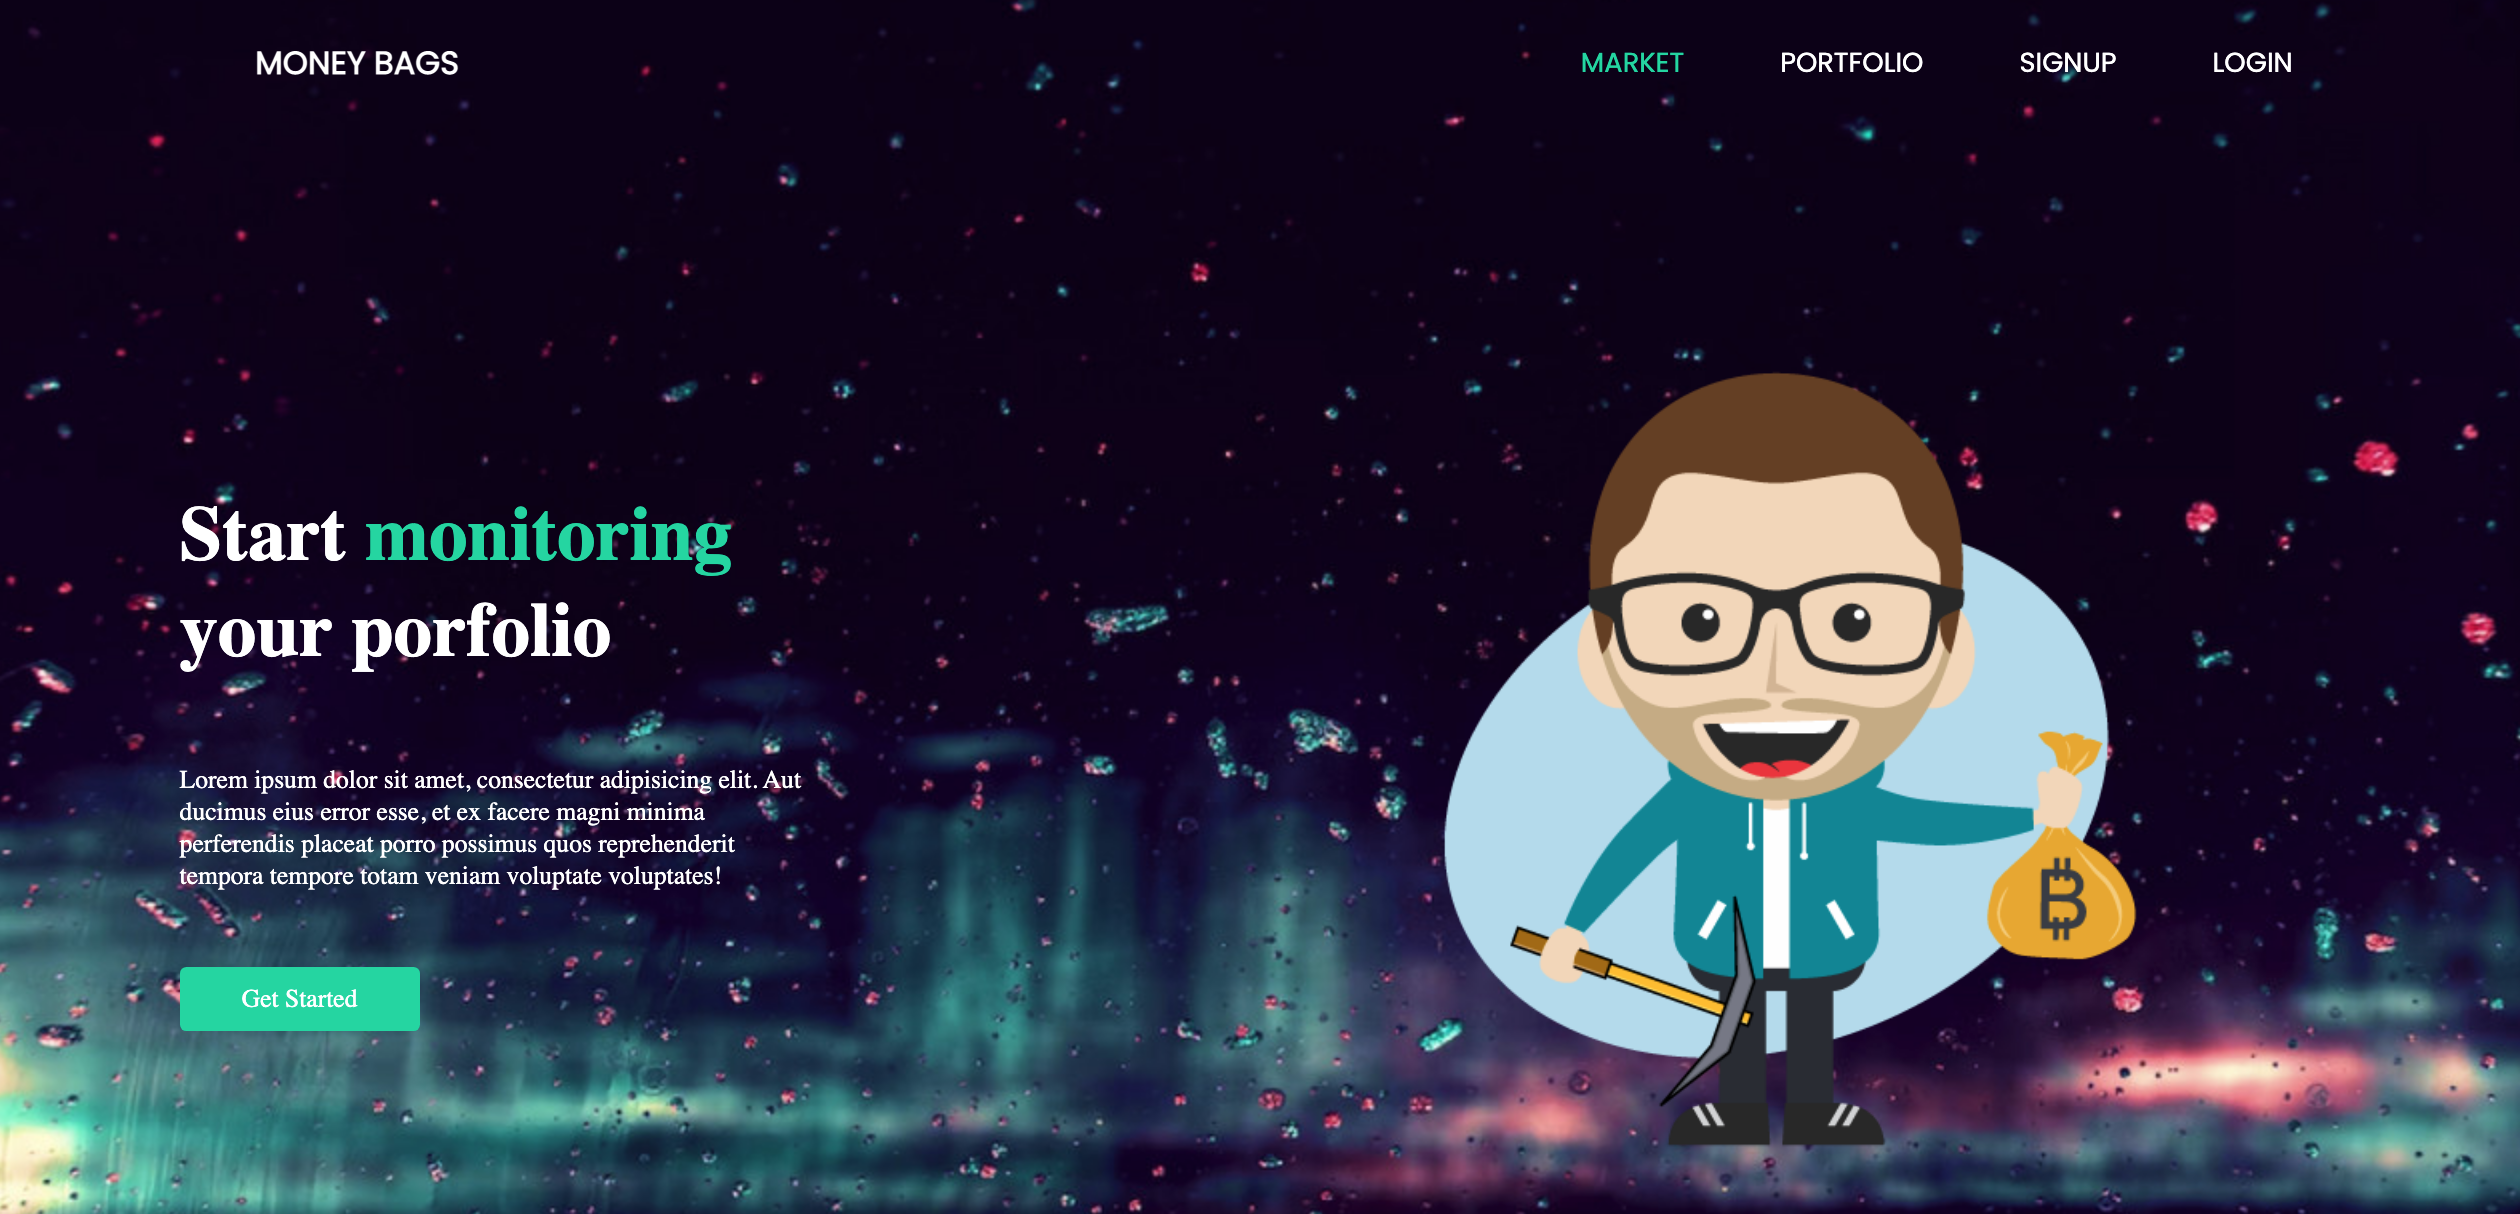 MONEY BAGS
MARKET PORTFOLIO SIGNUP LOGIN
Start monitoring
your porfolio
Lorem ipsum dolor sit amet, consectetur adipisicing elit. Aut
ducimus eius error esse, et ex facere magni minima
perferendis placeat porro possimus quos reprehenderit
tempora tempore totam veniam voluptate voluptates!
Get Started